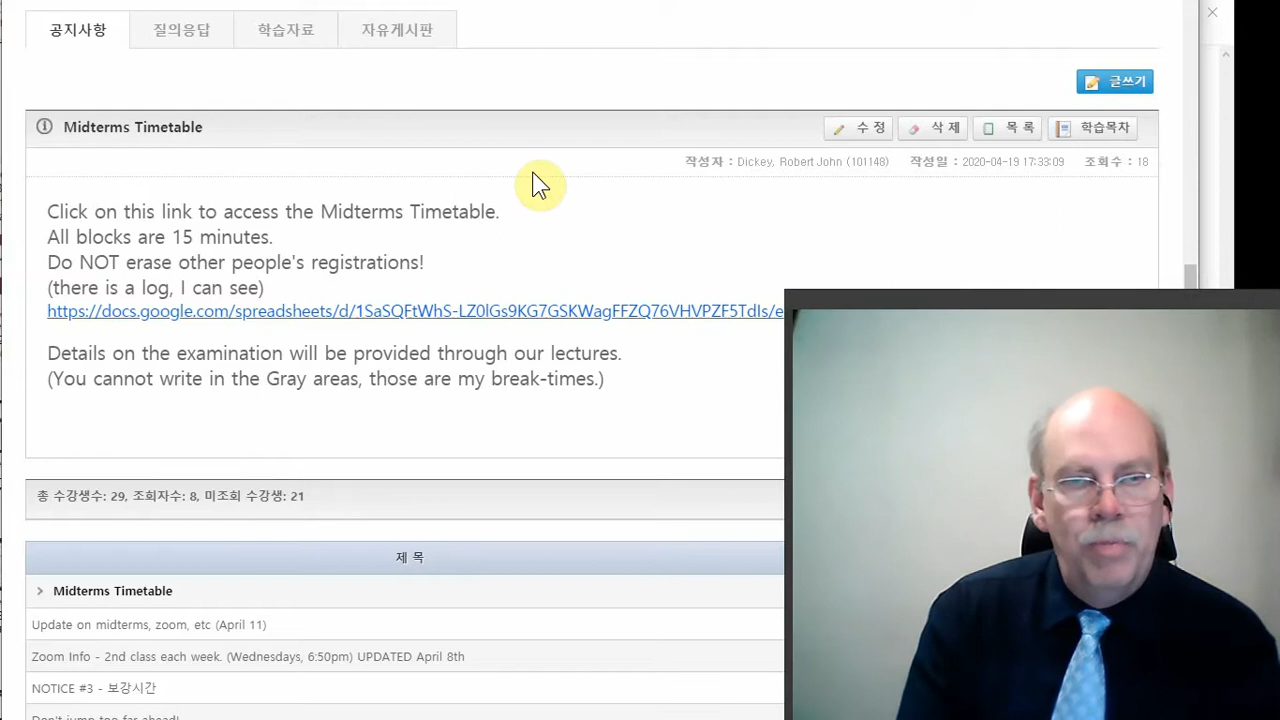 공지사항
질의응답
학습자료
자유게시판
글쓰기
Midterms Timetable
수 정
삭 제
목 록
학습목차
작성자 : Dickey, Robert John (101148) 작성일 : 2020-04-19 17:33:09 조회수 : 18
Click on this link to access the Midterms Timetable.
All blocks are 15 minutes.
Do NOT erase other people's registrations!
(there is a log, I can see)
https://docs.google.com/spreadsheets/d/1SaSQFtWhS-LZ0lGs9KG7GSKWagFFZQ76VHVPZF5TdIs/e
Details on the examination will be provided through our lectures.
(You cannot write in the Gray areas, those are my break-times.)
총 수강생수: 29, 조회자수: 8, 미조회 수강생: 21
제 목
Midterms Timetable
Update on midterms, zoom, etc (April 11)
Zoom Info - 2nd class each week. (Wednesdays, 6:50pm) UPDATED April 8th
NOTICE #3 - 보강시간
Don't jump too far ahead!